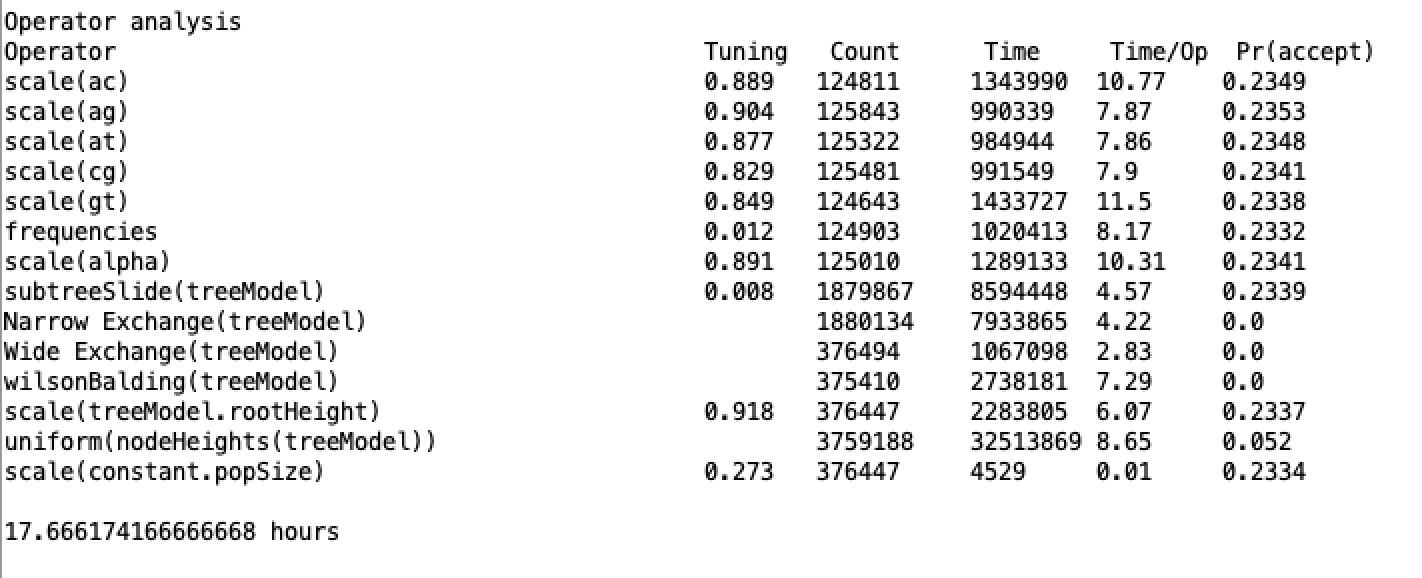 Operator analysis
Operator Tuning Count Time Time/Op Pr(accept)
scale(ac) 0.889 124811 1343990 10.77 0.2349
scale(ag) 0.904 125843 990339 7.87 0.2353
scale(at) 0.877 125322 984944 7.86 0.2348
scale(cg) 0.829 125481 991549 7.9 0.2341
scale(gt) 0.849 124643 1433727 11.5 0.2338
frequencies 0.012 124903 1020413 8.17 0.2332
scale(alpha) 0.891 125010 1289133 10.31 0.2341
subtreeSlide(treeModel) 0.008 1879867 8594448 4.57 0.2339
Narrow Exchange(treeModel) 1880134 7933865 4.22 0.0
Wide Exchange(treeModel) 376494 1067098 2.83 0.0
wilsonBalding(treeModel) 375410 2738181 7.29 0.0
scale(treeModel.rootHeight) 0.918 376447 2283805 6.07 0.2337
uniform(nodeHeights(treeModel)) 3759188 32513869 8.65 0.052
scale(constant.popSize) 0.273 376447 4529 0.01 0.2334
17.666174166666668 hours